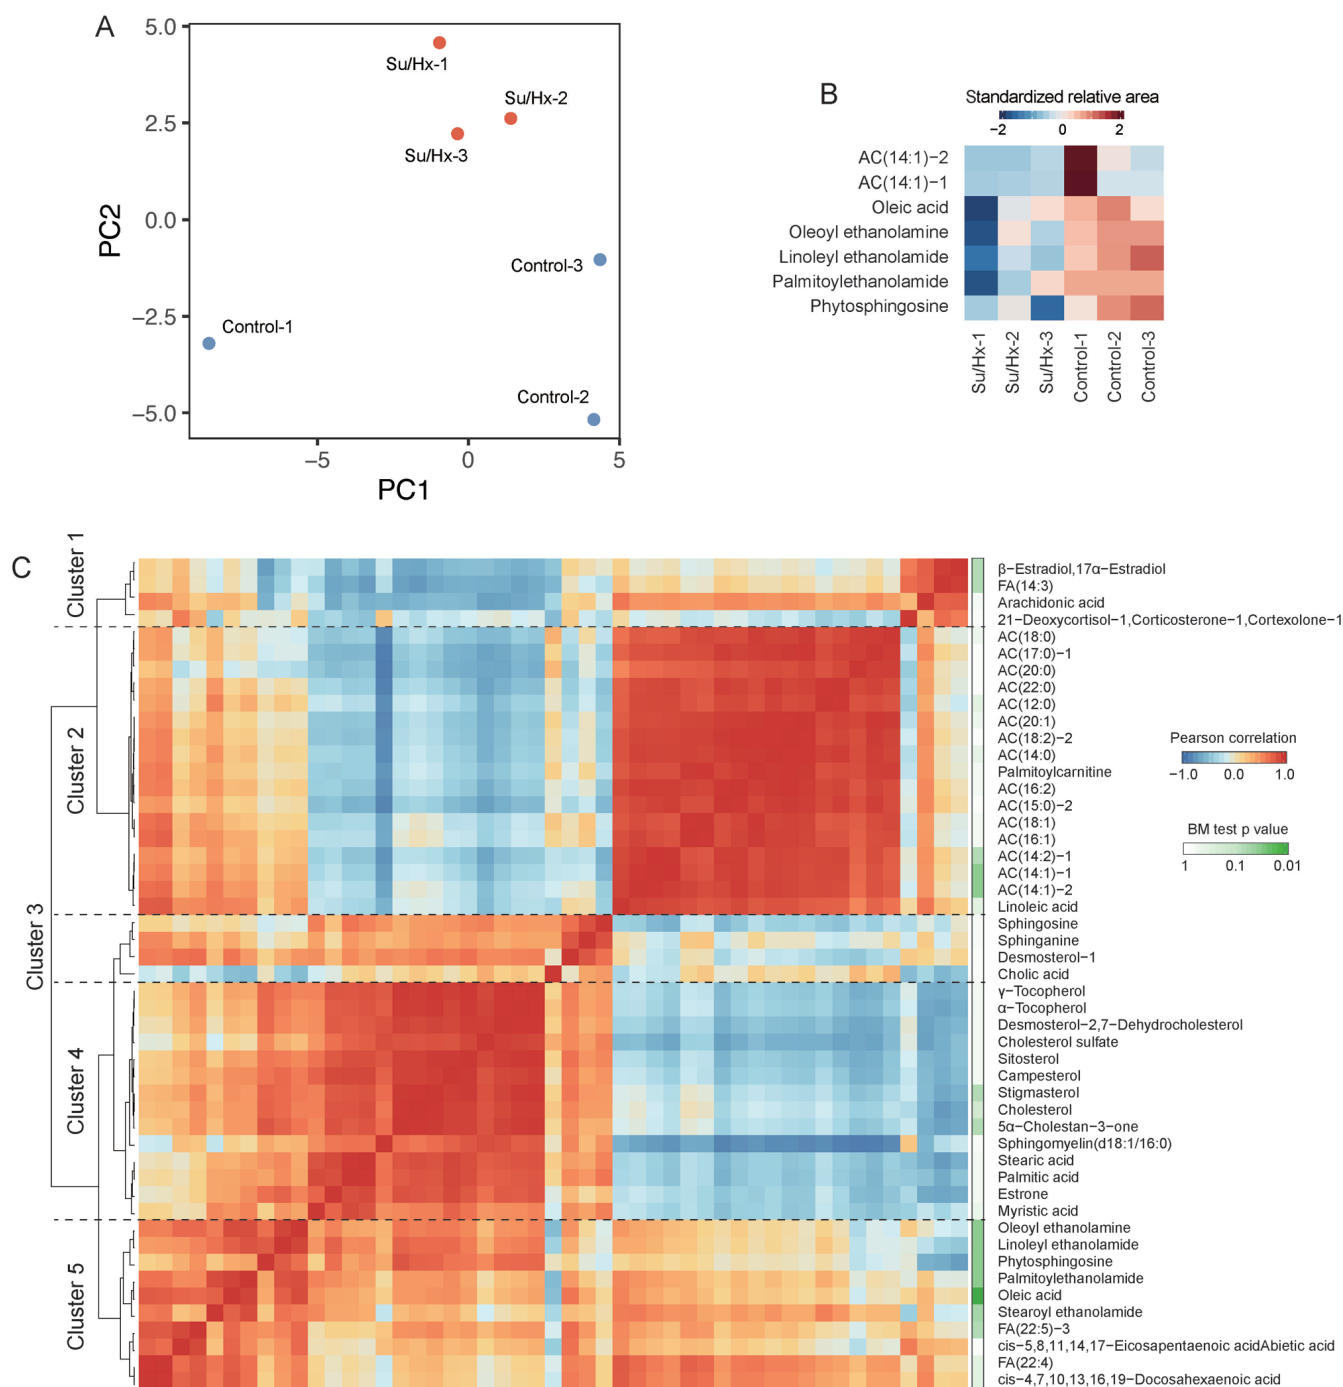 A
5.0
2.5
0.0
−2.5
−5.0
PC2
Su/Hx-1
Su/Hx-2
Su/Hx-3
Control-3
Control-1
Control-2
−5
0
5
PC1
B
Standardized relative area
−2
0
2
AC(14:1)−2
AC(14:1)−1
Oleic acid
Oleoyl ethanolamine
Linoleyl ethanolamide
Palmitoylethanolamide
Phytosphingosine
Su/Hx-1
Su/Hx-2
Su/Hx-3
Control-1
Control-2
Control-3
C
Cluster 1
Cluster 2
Cluster 3
Cluster 4
Cluster 5
β−Estradiol,17α−Estradiol
FA(14:3)
Arachidonic acid
21−Deoxycortisol−1,Corticosterone−1,Cortexolone−1
AC(18:0)
AC(17:0)−1
AC(20:0)
AC(22:0)
AC(12:0)
AC(20:1)
AC(18:2)−2
AC(14:0)
Palmitoylcarnitine
AC(16:2)
AC(15:0)−2
AC(18:1)
AC(16:1)
AC(14:2)−1
AC(14:1)−1
AC(14:1)−2
Linoleic acid
Sphingosine
Sphinganine
Desmosterol−1
Cholic acid
γ−Tocopherol
α−Tocopherol
Desmosterol−2,7−Dehydrocholesterol
Cholesterol sulfate
Sitosterol
Campesterol
Stigmasterol
Cholesterol
5α−Cholestan−3−one
Sphingomyelin(d18:1/16:0)
Stearic acid
Palmitic acid
Estrone
Myristic acid
Oleoyl ethanolamine
Linoleyl ethanolamide
Phytosphingosine
Palmitoylethanolamide
Oleic acid
Stearoyl ethanolamide
FA(22:5)−3
cis−5,8,11,14,17−Eicosapentaenoic acidAbietic acid
FA(22:4)
cis−4,7,10,13,16,19−Docosahexaenoic acid
Pearson correlation
−1.0
0.0
1.0
BM test p value
1
0.1
0.01